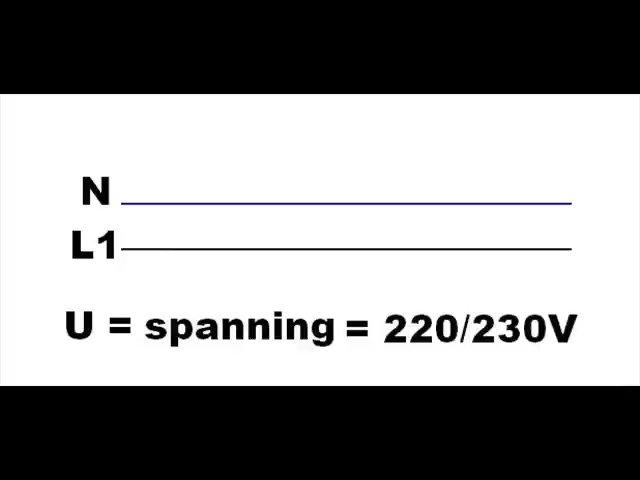 N
L1
U = spanning = 220/230V